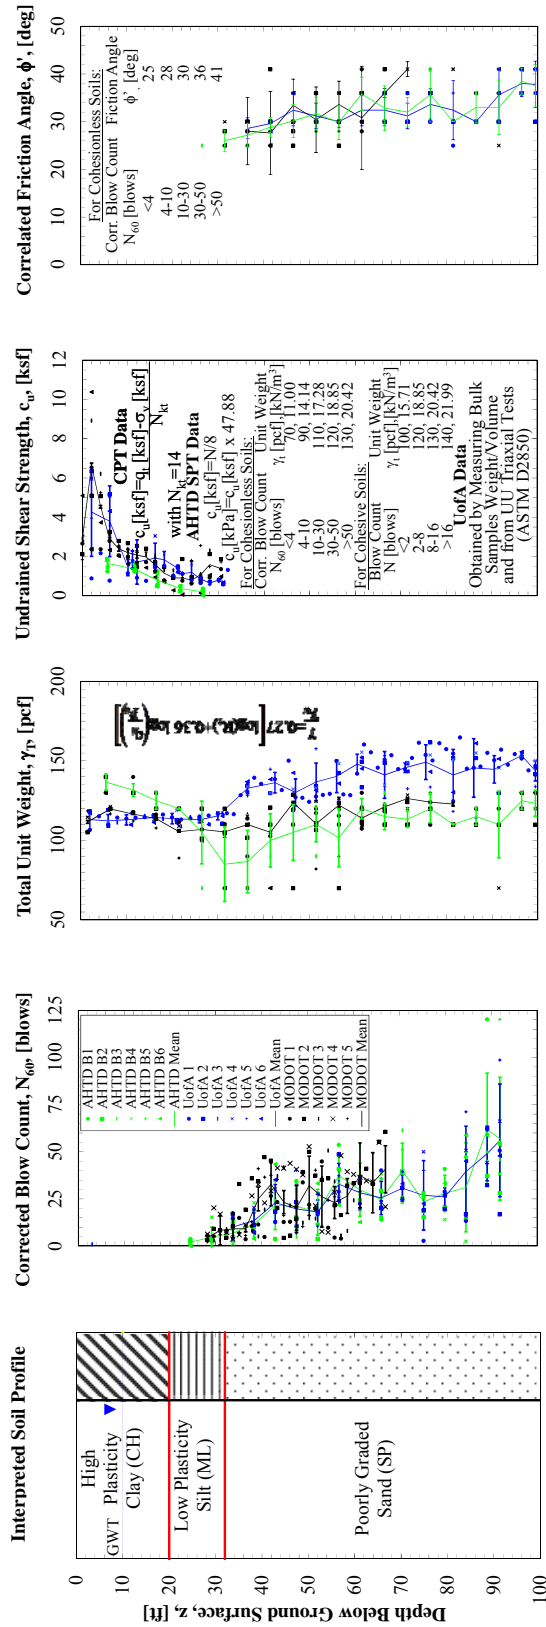 Interpreted Soil Profile
High
GWT Plasticity
Clay (CH)
Low Plasticity
Silt (ML)
Poorly Graded
Sand (SP)
0
10
20
30
40
50
60
70
80
90
100
Depth Below Ground Surface, z, [ft]
Corrected Blow Count, N60, [blows]
0
25
50
75
100
125
AHTD B1
AHTD B2
AHTD B3
AHTD B4
AHTD B5
AHTD B6
AHTD Mean
UofA 1
UofA 2
UofA 3
UofA 4
UofA 5
UofA 6
UofA Mean
MODOT 1
MODOT 2
MODOT 3
MODOT 4
MODOT 5
MODOT Mean
Total Unit Weight, γT, [pcf]
50
100
150
200
Undrained Shear Strength, cu, [ksf]
0
2
4
6
8
10
12
CPT Data
cu[ksf]=qt [ksf]-σv [ksf]
Nkt
with Nkt=14
AHTD SPT Data
cu[ksf]=N/8
cu[kPa]=cu[ksf] x 47.88
For Cohesionless Soils:
Corr. Blow Count Unit Weight
N60 [blows] γt [pcf],[kN/m³]
<4 70, 11.00
4-10 90, 14.14
10-30 110, 17.28
30-50 120, 18.85
>50 130, 20.42
For Cohesive Soils:
Blow Count Unit Weight
N [blows] γt [pcf],[kN/m³]
<2 100, 15.71
2-8 120, 18.85
8-16 130, 20.42
>16 140, 21.99
UofA Data
Obtained by Measuring Bulk
Samples Weight/Volume
and from UU Triaxial Tests
(ASTM D2850)
Correlated Friction Angle, ϕ', [deg]
0
10
20
30
40
50
For Cohesionless Soils:
Corr. Blow Count Friction Angle
N60 [blows] ϕ', [deg]
<4 25
4-10 28
10-30 30
30-50 36
>50 41